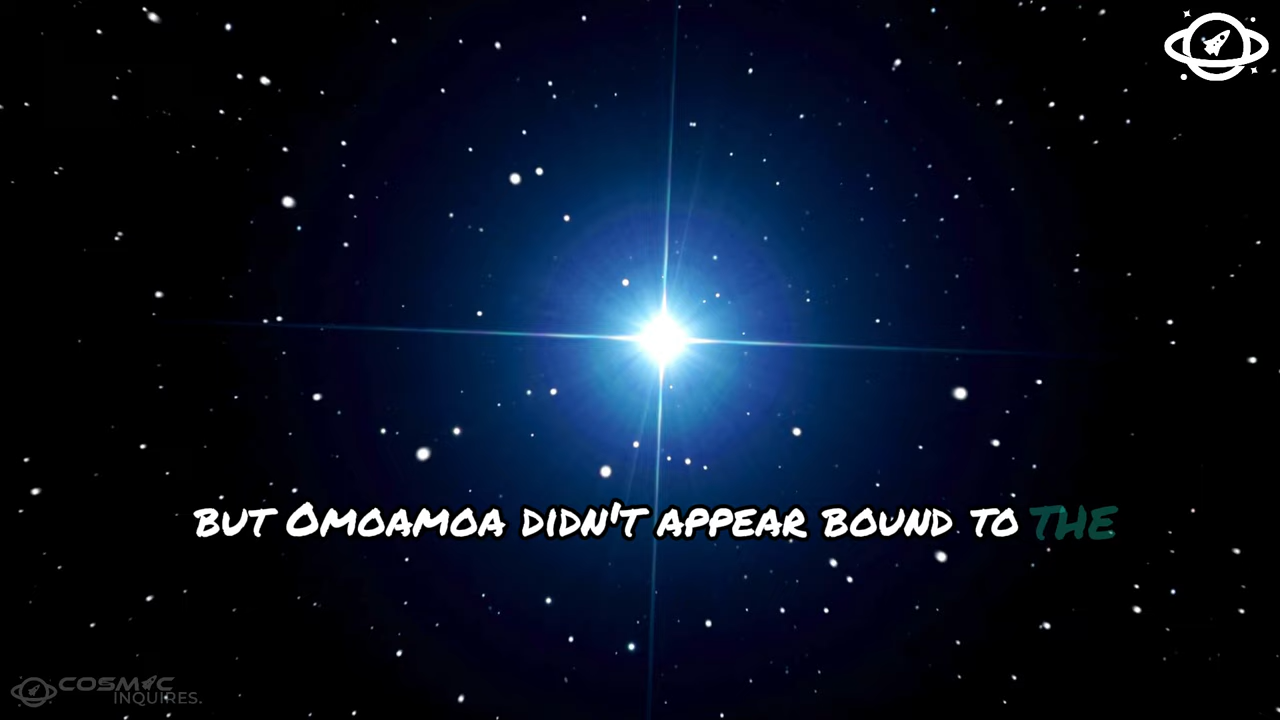 BUT OMOAMOA DIDN'T APPEAR BOUND TO THE
COSMIC
INQUIRES.